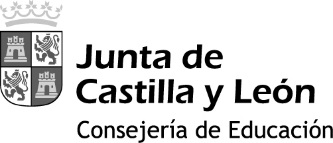 Junta de
Castilla y León
Consejería de Educación